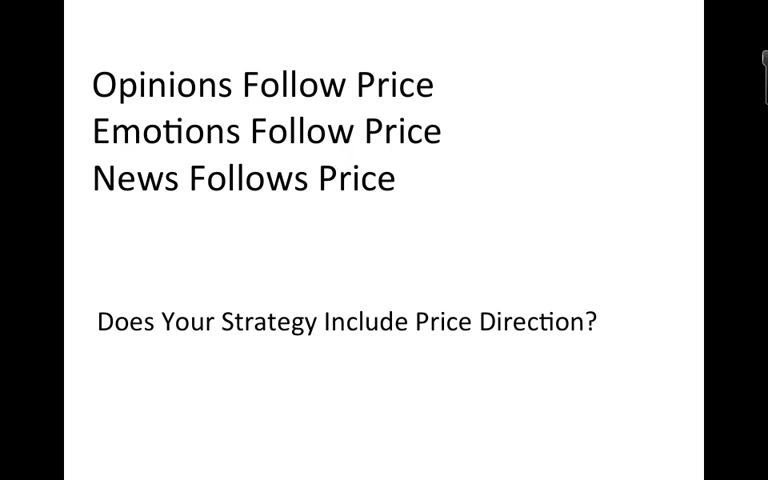 Opinions Follow Price
Emotions Follow Price
News Follows Price
Does Your Strategy Include Price Direction?